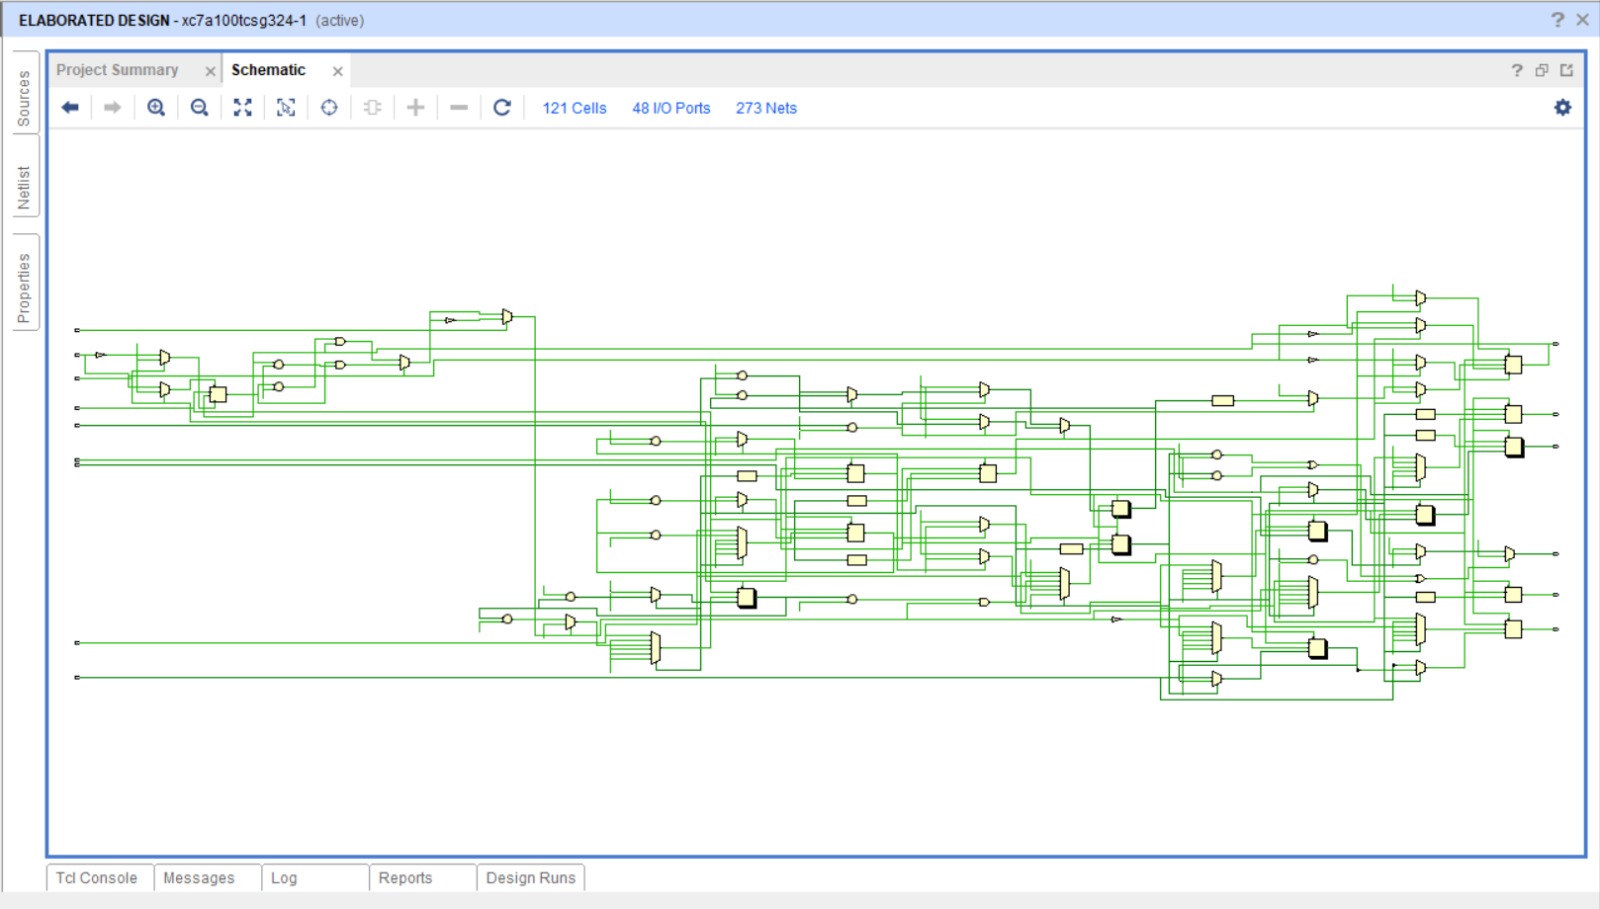 ELABORATED DESIGN - xc7a100tcsg324-1 (active)
Sources
Netlist
Properties
Project Summary
Schematic
121 Cells 48 I/O Ports 273 Nets
Tcl Console
Messages
Log
Reports
Design Runs